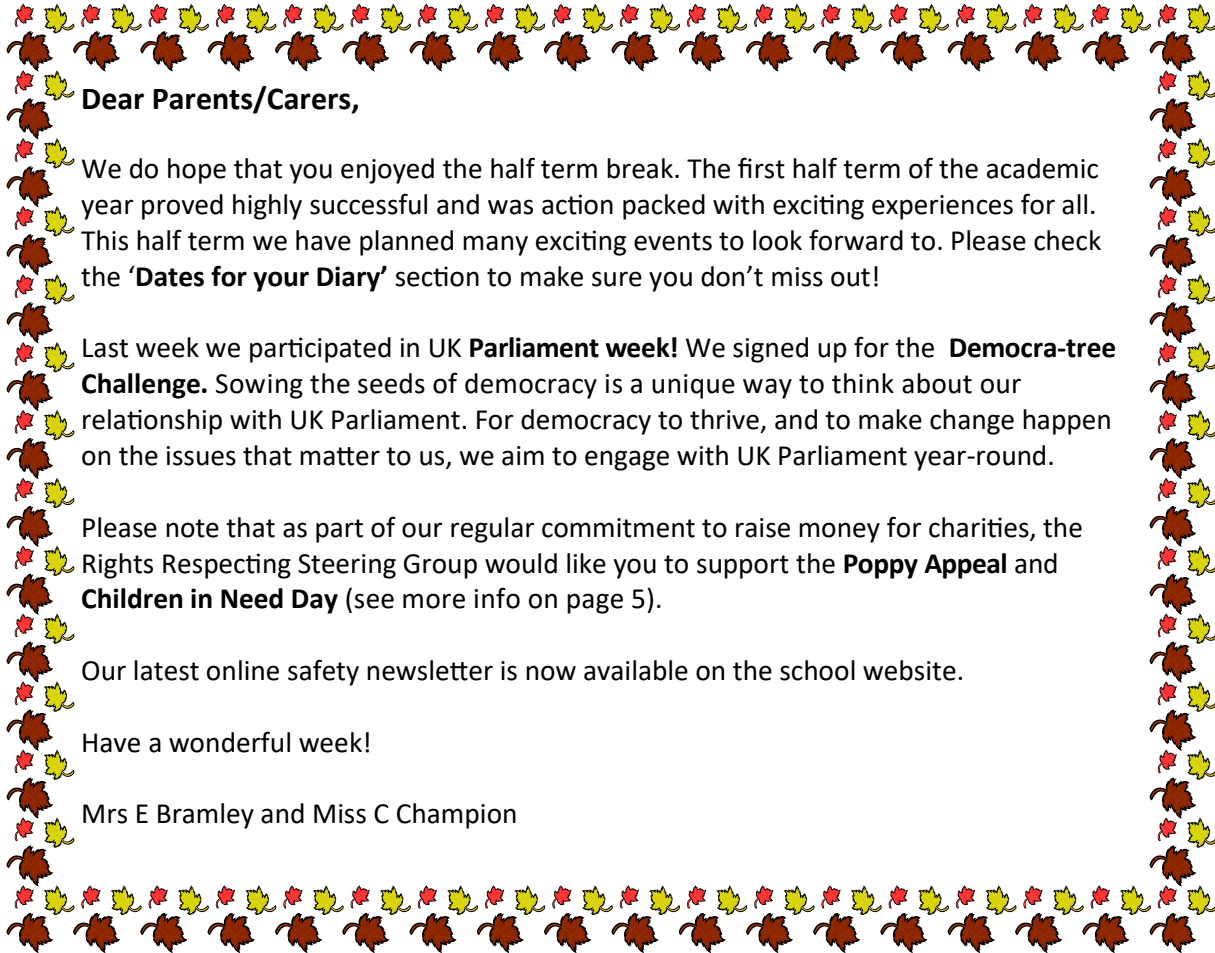 Dear Parents/Carers,
We do hope that you enjoyed the half term break. The first half term of the academic
year proved highly successful and was action packed with exciting experiences for all.
This half term we have planned many exciting events to look forward to. Please check
the ‘Dates for your Diary’ section to make sure you don’t miss out!
Last week we participated in UK Parliament week! We signed up for the  Democra-tree
Challenge. Sowing the seeds of democracy is a unique way to think about our
relationship with UK Parliament. For democracy to thrive, and to make change happen
on the issues that matter to us, we aim to engage with UK Parliament year-round.
Please note that as part of our regular commitment to raise money for charities, the
Rights Respecting Steering Group would like you to support the Poppy Appeal and
Children in Need Day (see more info on page 5).
Our latest online safety newsletter is now available on the school website.
Have a wonderful week!
Mrs E Bramley and Miss C Champion